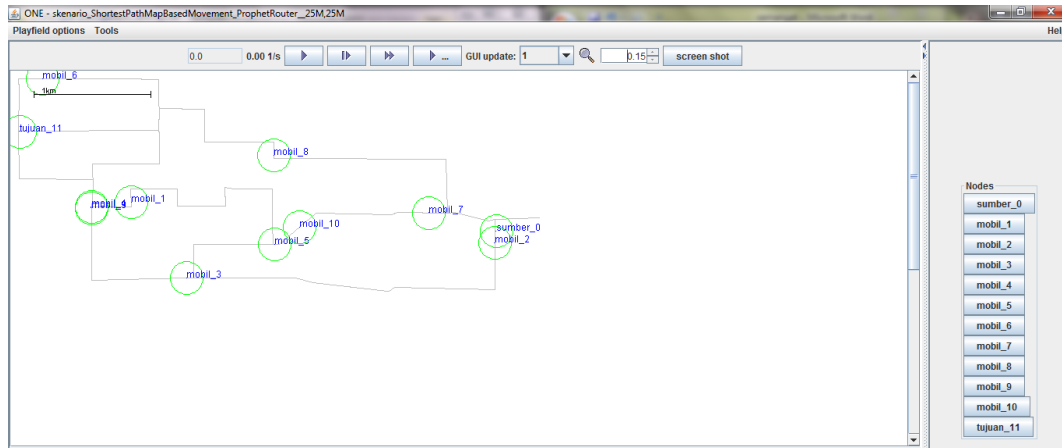 ONE - skenario_ShortestPathMapBasedMovement_ProphetRouter__25M,25M
Playfield options Tools Hel
0.0 0.00 1/s ... GUI update: 1 0.15 screen shot
mobil_6
1km
tujuan_11
mobil_8
mobil_1
mobil_7
mobil_10
sumber_0
mobil_5
mobil_2
mobil_3
Nodes
sumber_0
mobil_1
mobil_2
mobil_3
mobil_4
mobil_5
mobil_6
mobil_7
mobil_8
mobil_9
mobil_10
tujuan_11